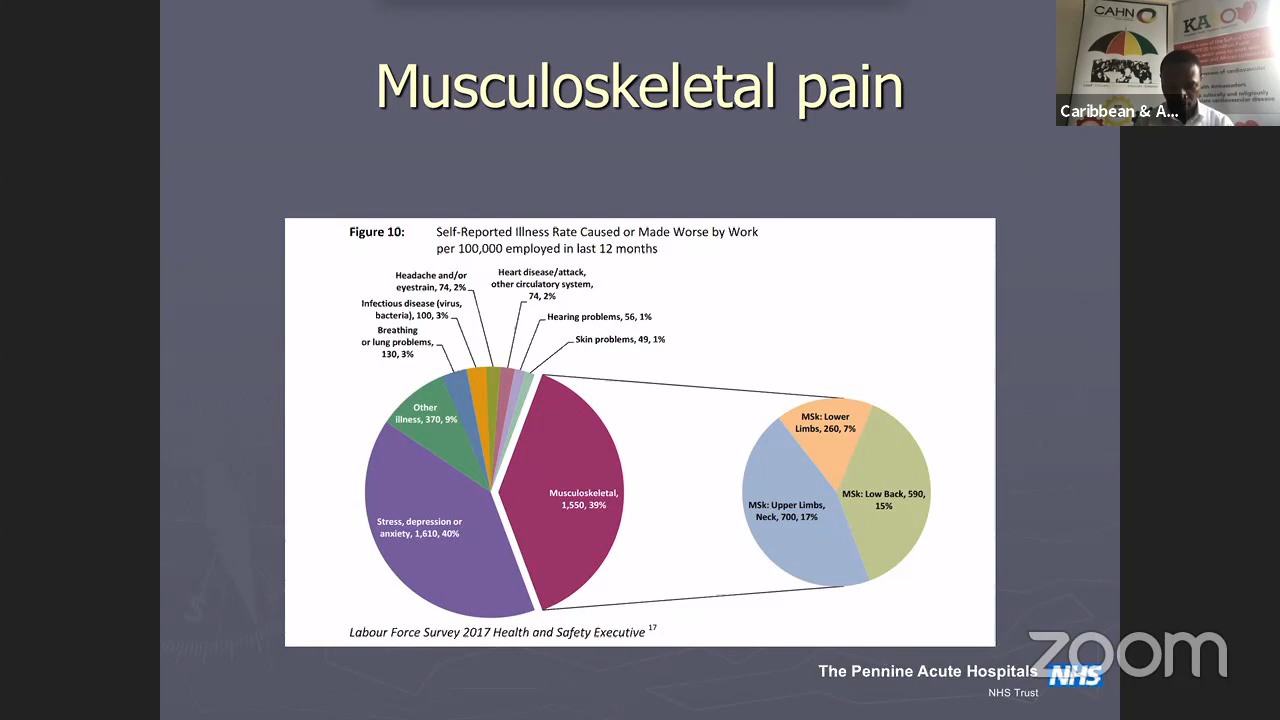 Musculoskeletal pain
CAHN
Caribbean & A...
Figure 10:
Self-Reported Illness Rate Caused or Made Worse by Work
per 100,000 employed in last 12 months
Headache and/or
eyestrain, 74, 2%
Heart disease/attack,
other circulatory system,
74, 2%
Infectious disease (virus,
bacteria), 100, 3%
Hearing problems, 56, 1%
Breathing
or lung problems,
130, 3%
Skin problems, 49, 1%
Other
illness, 370, 9%
Musculoskeletal,
1,550, 39%
Stress, depression or
anxiety, 1,610, 40%
MSk: Lower
Limbs, 260, 7%
MSk: Low Back, 590,
15%
MSk: Upper Limbs,
Neck, 700, 17%
Labour Force Survey 2017 Health and Safety Executive 17
zoom
The Pennine Acute Hospitals
NHS
NHS Trust